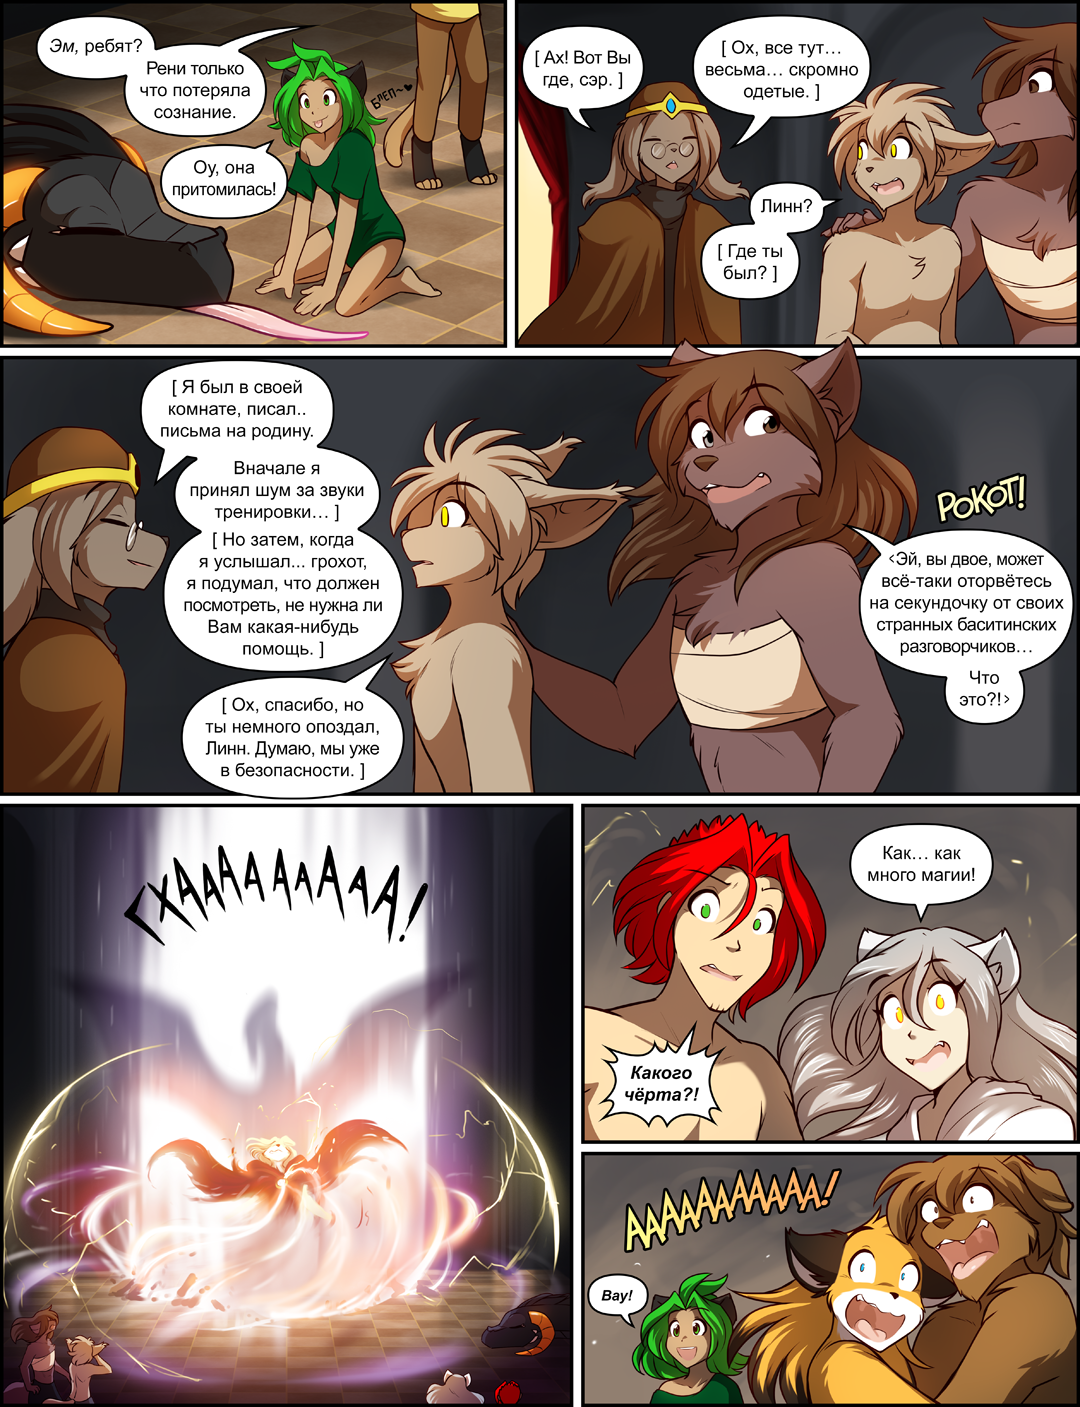 Эм, ребят?
Рени только
что потеряла
сознание.
Блеп~♥
Оу, она
притомилась!
[ Ах! Вот Вы
где, сэр. ]
[ Ох, все тут...
весьма... скромно
одетые. ]
Линн?
[ Где ты
был? ]
[ Я был в своей
комнате, писал..
письма на родину.
Вначале я
принял шум за звуки
тренировки... ]
[ Но затем, когда
я услышал... грохот,
я подумал, что должен
посмотреть, не нужна ли
Вам какая-нибудь
помощь. ]
[ Ох, спасибо, но
ты немного опоздал,
Линн. Думаю, мы уже
в безопасности. ]
РОКОТ!
<Эй, вы двое, может
всё-таки оторвётесь
на секундочку от своих
странных баситинских
разговорчиков...
Что
это?!>
ГХАААААААААА!
Как... как
много магии!
Какого
чёрта?!
АААААААААА!
Вау!